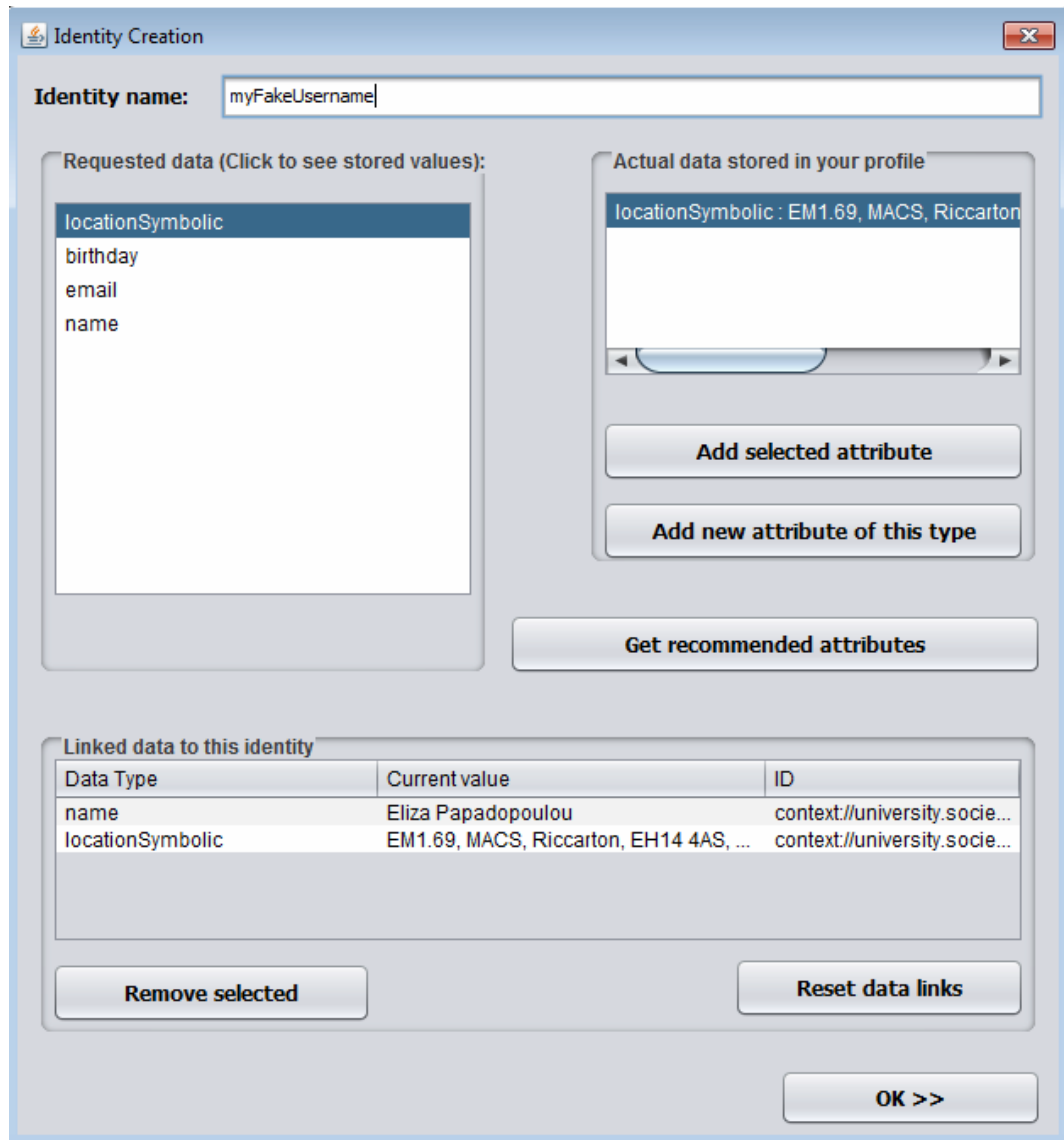 Identity Creation
Identity name: myFakeUsername
Requested data (Click to see stored values):
locationSymbolic
birthday
email
name
Actual data stored in your profile
locationSymbolic : EM1.69, MACS, Riccarton
Add selected attribute
Add new attribute of this type
Get recommended attributes
Linked data to this identity
Data Type Current value ID
name Eliza Papadopoulou context://university.socie...
locationSymbolic EM1.69, MACS, Riccarton, EH14 4AS, ... context://university.socie...
Remove selected
Reset data links
OK >>